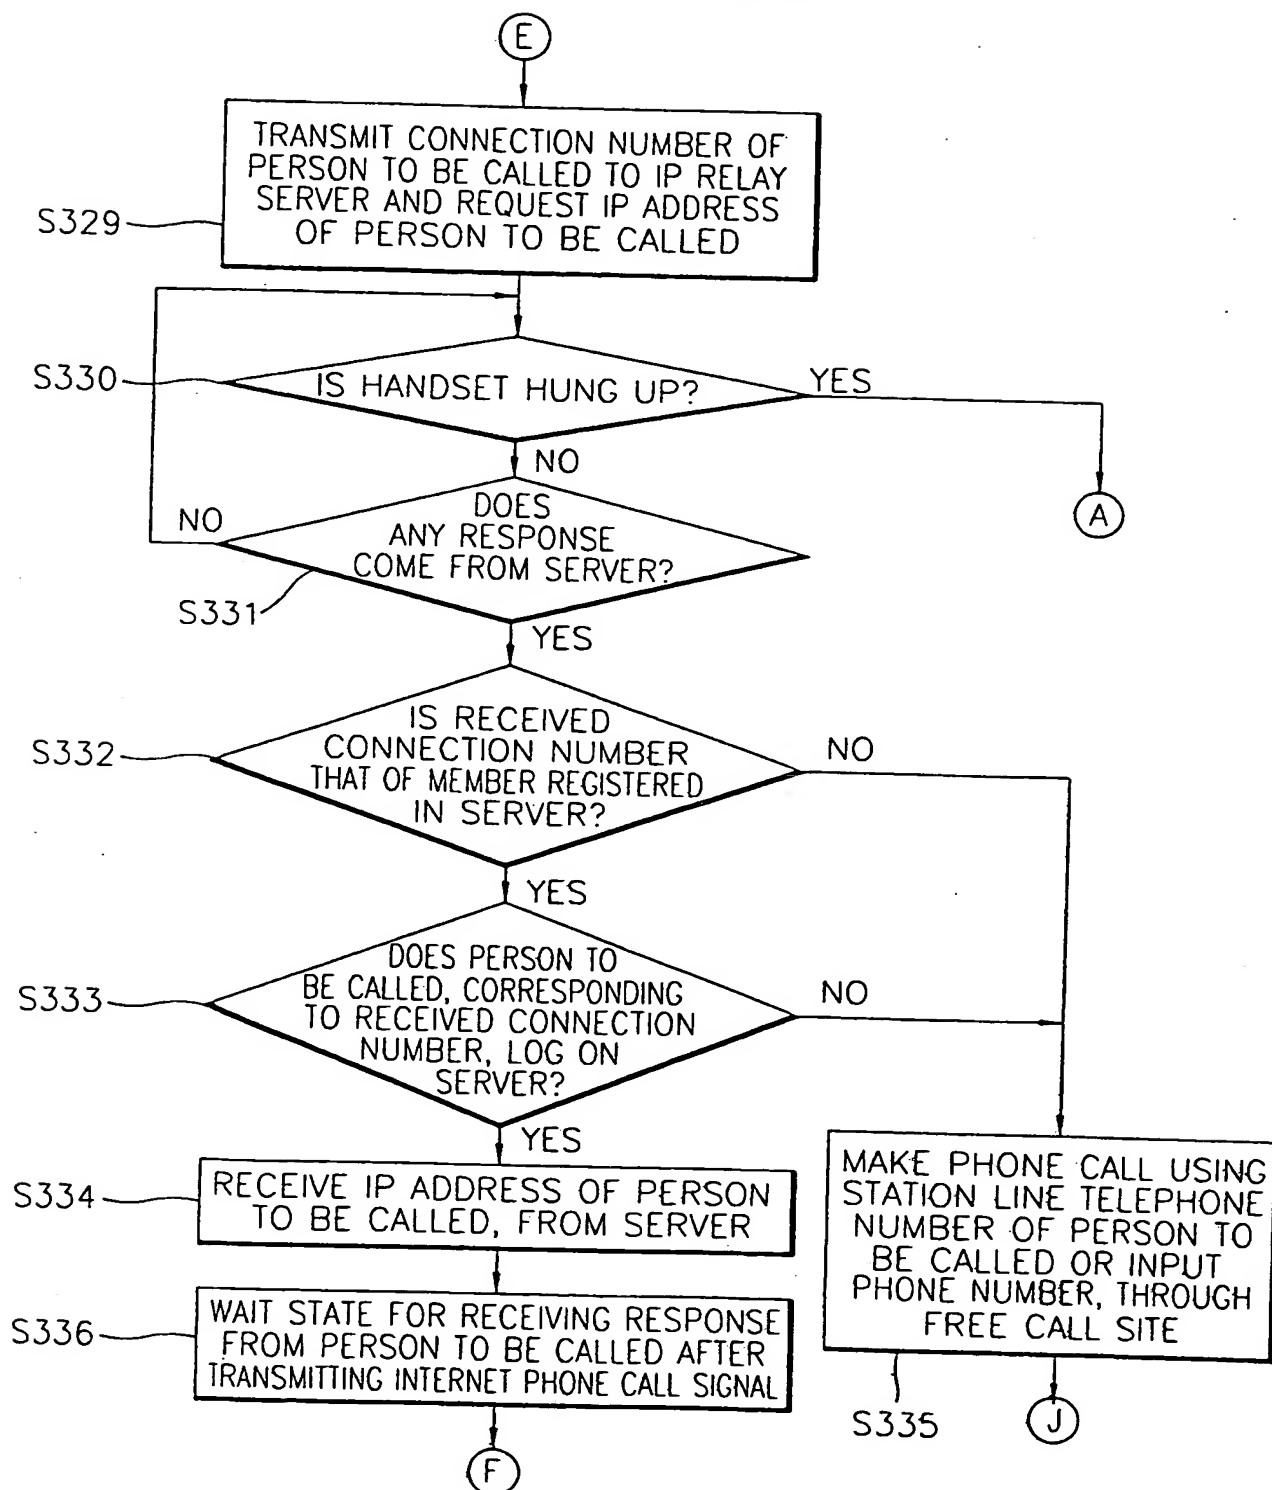 E
TRANSMIT CONNECTION NUMBER OF
PERSON TO BE CALLED TO IP RELAY
SERVER AND REQUEST IP ADDRESS
OF PERSON TO BE CALLED
S329
S330
IS HANDSET HUNG UP?
YES
NO
A
NO
DOES
ANY RESPONSE
COME FROM SERVER?
S331
YES
S332
IS RECEIVED
CONNECTION NUMBER
THAT OF MEMBER REGISTERED
IN SERVER?
NO
YES
S333
DOES PERSON TO
BE CALLED, CORRESPONDING
TO RECEIVED CONNECTION
NUMBER, LOG ON
SERVER?
NO
YES
S334
RECEIVE IP ADDRESS OF PERSON
TO BE CALLED, FROM SERVER
MAKE PHONE CALL USING
STATION LINE TELEPHONE
NUMBER OF PERSON TO
BE CALLED OR INPUT
PHONE NUMBER, THROUGH
FREE CALL SITE
S336
WAIT STATE FOR RECEIVING RESPONSE
FROM PERSON TO BE CALLED AFTER
TRANSMITTING INTERNET PHONE CALL SIGNAL
S335
J
F